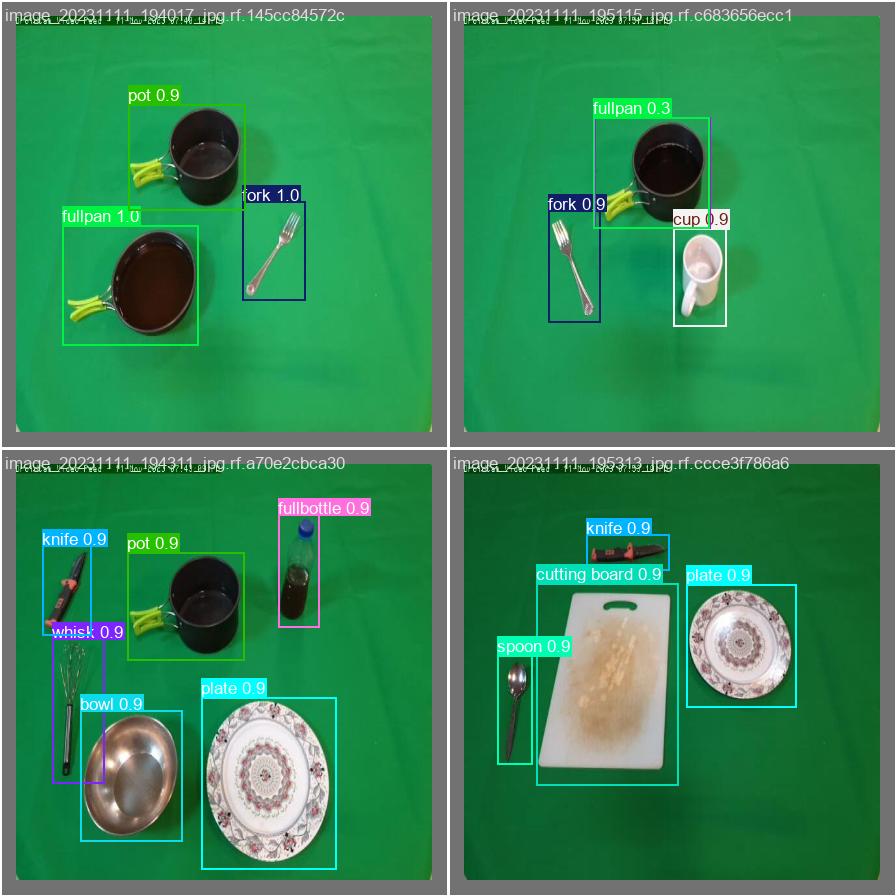 image_20231111_194017_jpg.rf.145cc84572c
pot 0.9
fork 1.0
fullpan 1.0
image_20231111_195115_jpg.rf.c683656ecc1
fullpan 0.3
fork 0.9
cup 0.9
image_20231111_194311_jpg.rf.a70e2cbca30
fullbottle 0.9
knife 0.9
pot 0.9
whisk 0.9
bowl 0.9
plate 0.9
image_20231111_195313_jpg.rf.ccce3f786a6
knife 0.9
cutting board 0.9
plate 0.9
spoon 0.9